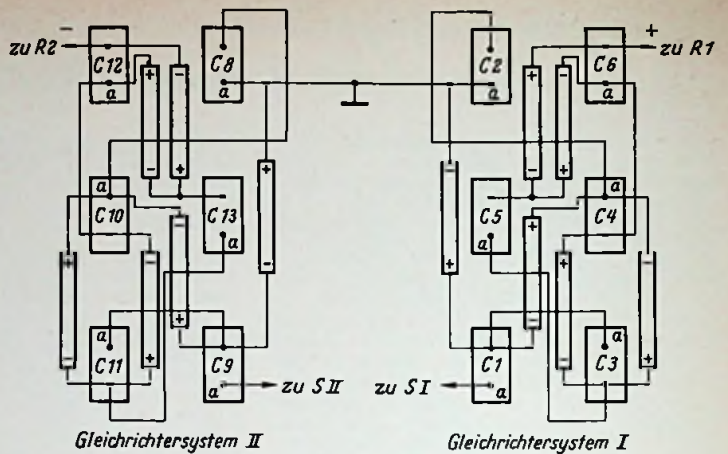 − +
zu R2 C12 C8 C2 C6 zu R1
a a a a
+ − − +
− + + −
a a
C10 C13 C5 C4
a a
+ − + − + −
− + − + − +
a a a a
C11 C9 C1 C3
a a
zu S II zu S I
Gleichrichtersystem II Gleichrichtersystem I